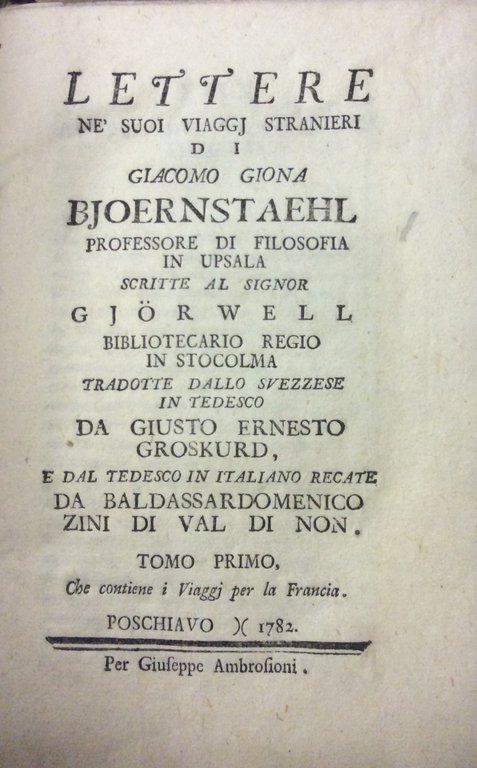 LETTERE
NE' SUOI VIAGGJ STRANIERI
DI
GIACOMO GIONA
BJOERNSTAEHL
PROFESSORE DI FILOSOFIA
IN UPSALA
SCRITTE AL SIGNOR
GJÖRWELL
BIBLIOTECARIO REGIO
IN STOCOLMA
TRADOTTE DALLO SVEZZESE
IN TEDESCO
DA GIUSTO ERNESTO
GROSKURD,
E DAL TEDESCO IN ITALIANO RECATE
DA BALDASSARDOMENICO
ZINI DI VAL DI NON.
TOMO PRIMO,
Che contiene i Viaggj per la Francia.
POSCHIAVO )( 1782.
Per Giuſeppe Ambroſioni.